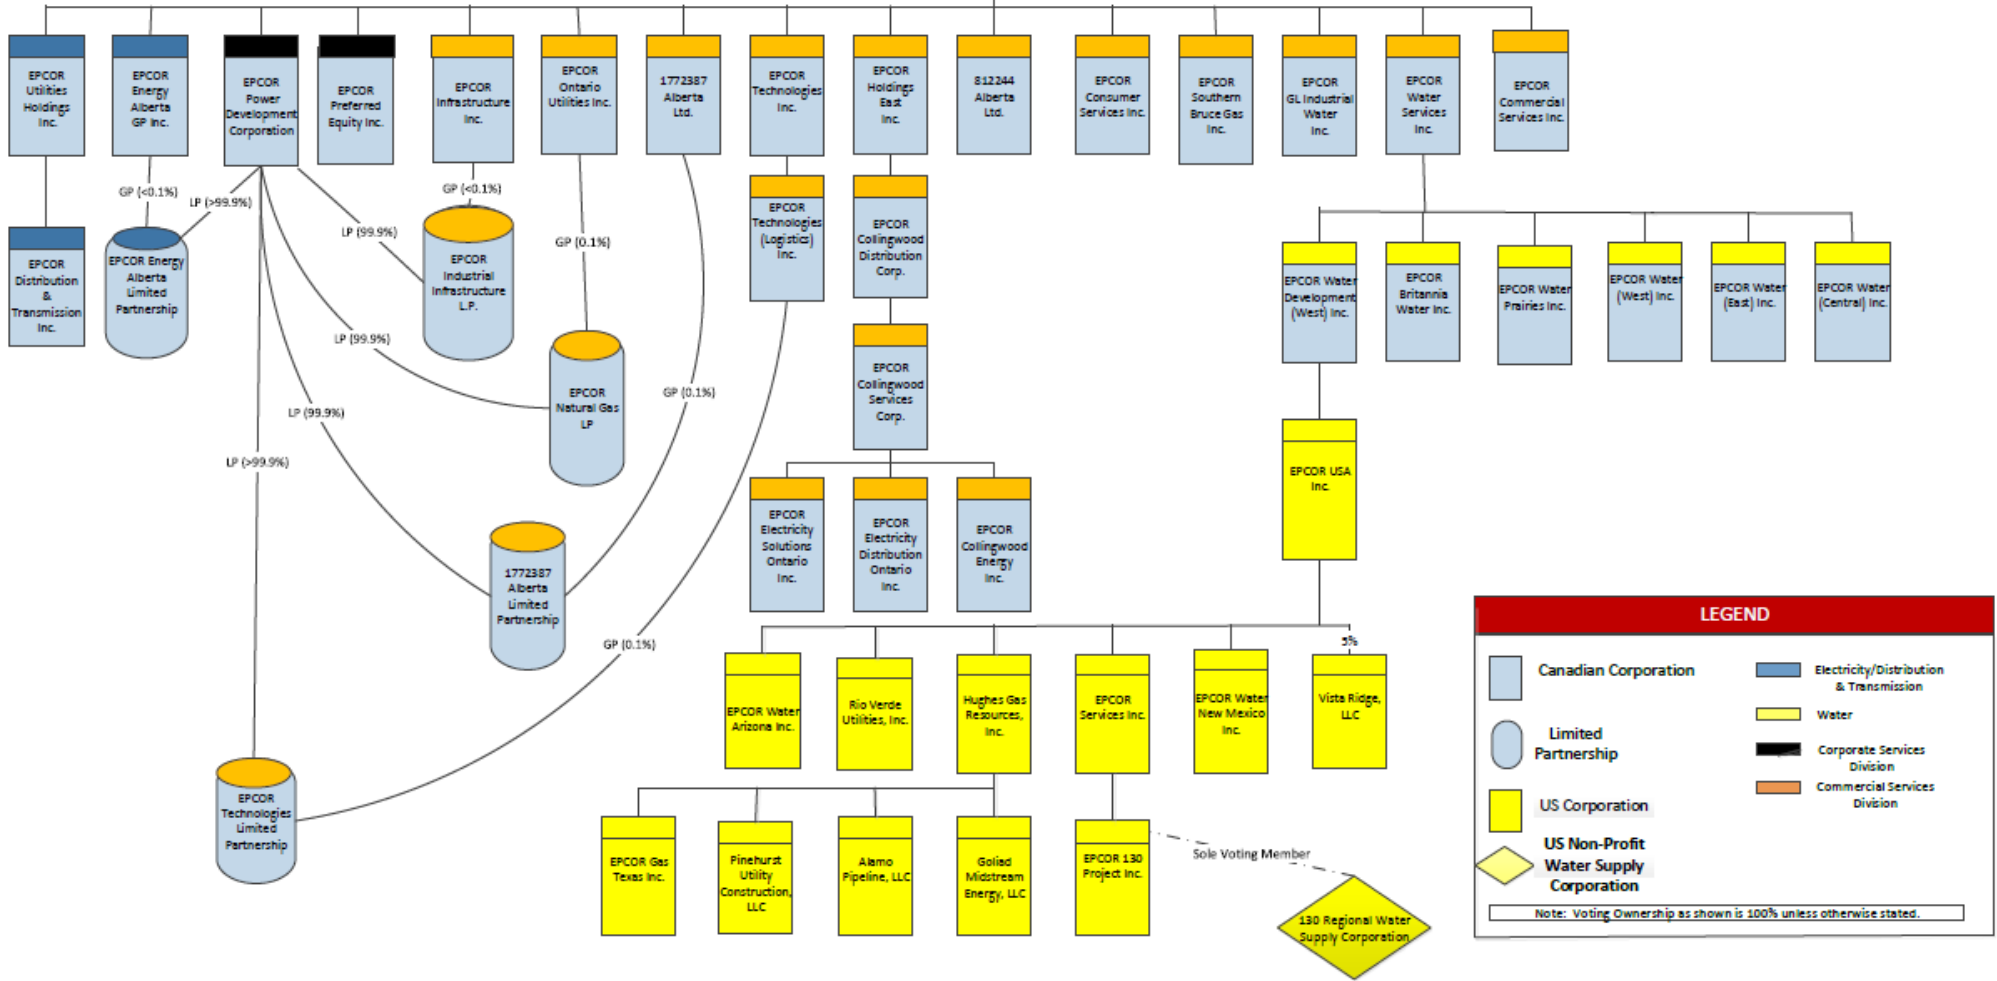 EPCOR
Utilities
Holdings
Inc.
EPCOR
Energy
Alberta
GP Inc.
EPCOR
Power
Development
Corporation
EPCOR
Preferred
Equity Inc.
EPCOR
Infrastructure
Inc.
EPCOR
Ontario
Utilities Inc.
1772387
Alberta
Ltd.
EPCOR
Technologies
Inc.
EPCOR
Holdings
East
Inc.
812244
Alberta
Ltd.
EPCOR
Consumer
Services Inc.
EPCOR
Southern
Bruce Gas
Inc.
EPCOR
GL Industrial
Water
Inc.
EPCOR
Water
Services
Inc.
EPCOR
Commercial
Services Inc.
GP (<0.1%)
LP (>99.9%)
GP (<0.1%)
LP (99.9%)
GP (0.1%)
EPCOR
Distribution
&
Transmission
Inc.
EPCOR Energy
Alberta
Limited
Partnership
EPCOR
Industrial
Infrastructure
L.P.
EPCOR
Technologies
(Logistics)
Inc.
EPCOR
Collingwood
Distribution
Corp.
EPCOR Water
Development
(West) Inc.
EPCOR
Britannia
Water Inc.
EPCOR Water
Prairies Inc.
EPCOR Water
(West) Inc.
EPCOR Water
(East) Inc.
EPCOR Water
(Central) Inc.
LP (99.9%)
EPCOR
Natural Gas
LP
GP (0.1%)
EPCOR
Collingwood
Services
Corp.
LP (99.9%)
LP (>99.9%)
EPCOR USA
Inc.
EPCOR
Electricity
Solutions
Ontario
Inc.
EPCOR
Electricity
Distribution
Ontario
Inc.
EPCOR
Collingwood
Energy
Inc.
1772387
Alberta
Limited
Partnership
GP (0.1%)
5%
EPCOR Water
Arizona Inc.
Rio Verde
Utilities, Inc.
Hughes Gas
Resources,
Inc.
EPCOR
Services Inc.
EPCOR Water
New Mexico
Inc.
Vista Ridge,
LLC
EPCOR
Technologies
Limited
Partnership
EPCOR Gas
Texas Inc.
Pinehurst
Utility
Construction,
LLC
Alamo
Pipeline, LLC
Goliad
Midstream
Energy, LLC
EPCOR 130
Project Inc.
Sole Voting Member
130 Regional Water
Supply Corporation
LEGEND
Canadian Corporation
Limited
Partnership
US Corporation
US Non-Profit
Water Supply
Corporation
Electricity/Distribution
& Transmission
Water
Corporate Services
Division
Commercial Services
Division
Note: Voting Ownership as shown is 100% unless otherwise stated.